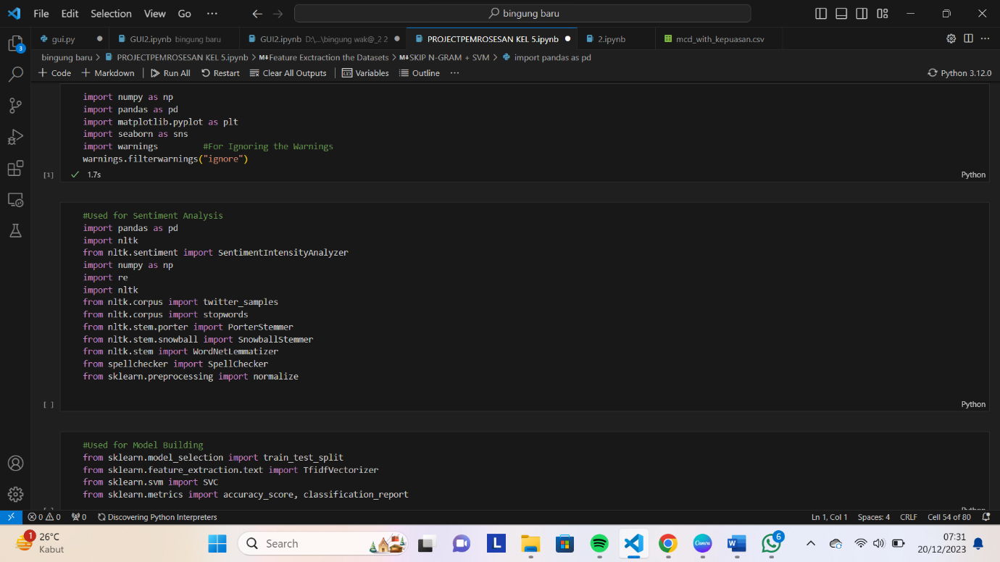 File Edit Selection View Go ···
bingung baru
gui.py
GUI2.ipynb bingung baru
GUI2.ipynb D:\...\bingung wak@_2 2
PROJECTPEMROSESAN KEL 5.ipynb
2.ipynb
mcd_with_kepuasan.csv
bingung baru > PROJECTPEMROSESAN KEL 5.ipynb > M↓Feature Exctraction the Datasets > M↓SKIP N-GRAM + SVM > import pandas as pd
+ Code + Markdown | Run All Restart Clear All Outputs | Variables Outline ··· Python 3.12.0
import numpy as np
import pandas as pd
import matplotlib.pyplot as plt
import seaborn as sns
import warnings #For Ignoring the Warnings
warnings.filterwarnings("ignore")
[1] ✓ 1.7s Python
#Used for Sentiment Analysis
import pandas as pd
import nltk
from nltk.sentiment import SentimentIntensityAnalyzer
import numpy as np
import re
import nltk
from nltk.corpus import twitter_samples
from nltk.corpus import stopwords
from nltk.stem.porter import PorterStemmer
from nltk.stem.snowball import SnowballStemmer
from nltk.stem import WordNetLemmatizer
from spellchecker import SpellChecker
from sklearn.preprocessing import normalize
[ ] Python
#Used for Model Building
from sklearn.model_selection import train_test_split
from sklearn.feature_extraction.text import TfidfVectorizer
from sklearn.svm import SVC
from sklearn.metrics import accuracy_score, classification_report
[ ] Python
3
0 0 0 Discovering Python Interpreters Ln 1, Col 1 Spaces: 4 CRLF Cell 54 of 80
1
26°C
Kabut
Search
L
Canva
W
6
07:31
20/12/2023